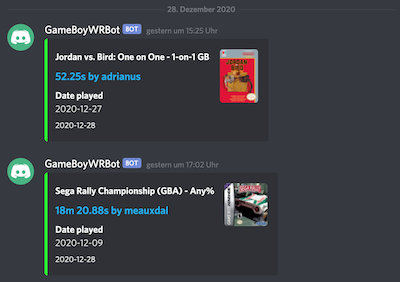 28. Dezember 2020
GameBoyWRBot BOT gestern um 15:25 Uhr
Jordan vs. Bird: One on One - 1-on-1 GB
52.25s by adrianus
Date played
2020-12-27
2020-12-28
JORDAN
BIRD
GameBoyWRBot BOT gestern um 17:02 Uhr
Sega Rally Championship (GBA) - Any%
18m 20.88s by meauxdal
Date played
2020-12-09
2020-12-28